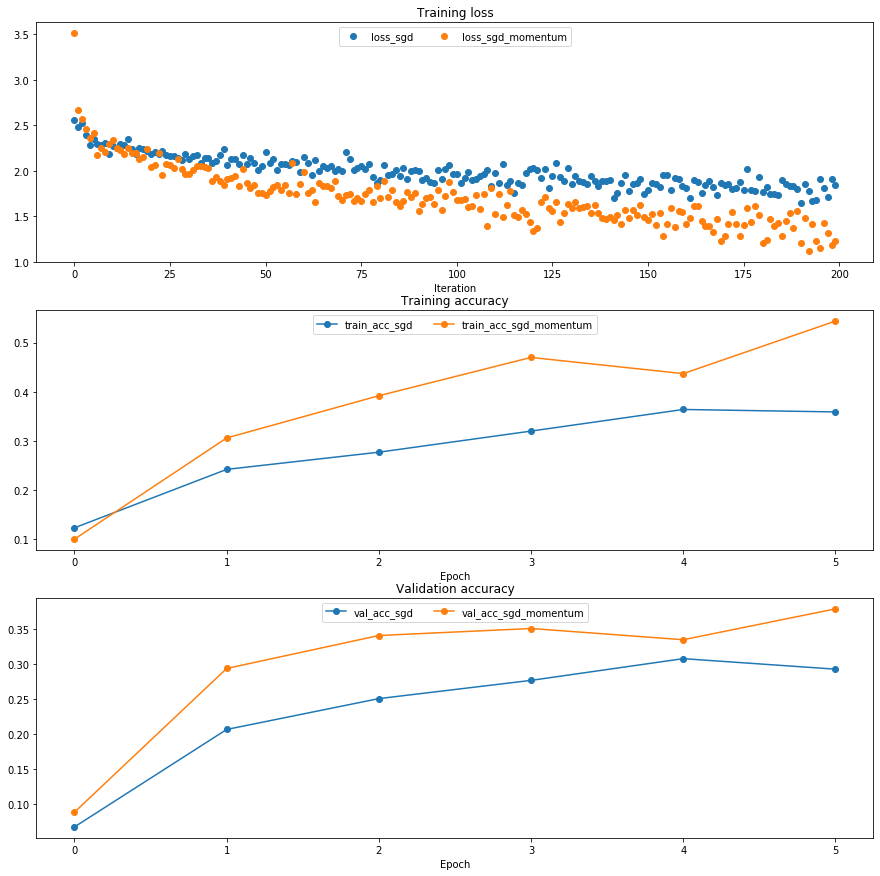 Training loss
loss_sgd loss_sgd_momentum
3.5
3.0
2.5
2.0
1.5
1.0
0 25 50 75 100 125 150 175 200
Iteration
Training accuracy
train_acc_sgd train_acc_sgd_momentum
0.5
0.4
0.3
0.2
0.1
0 1 2 3 4 5
Epoch
Validation accuracy
val_acc_sgd val_acc_sgd_momentum
0.35
0.30
0.25
0.20
0.15
0.10
0 1 2 3 4 5
Epoch